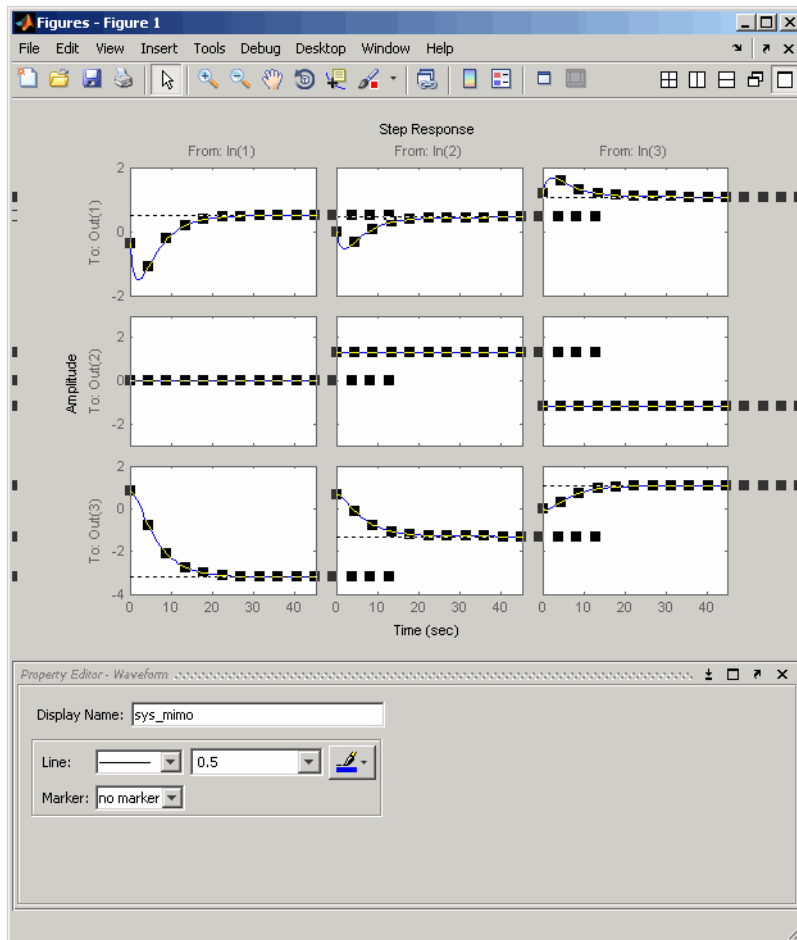 Figures - Figure 1
File Edit View Insert Tools Debug Desktop Window Help
Step Response
From: In(1) From: In(2) From: In(3)
To: Out(1)
2
0
-2
To: Out(2)
2
0
-2
Amplitude
To: Out(3)
2
0
-2
-4
0 10 20 30 40 0 10 20 30 40 0 10 20 30 40
Time (sec)
Property Editor - Waveform
Display Name: sys_mimo
Line: 0.5
Marker: no marker